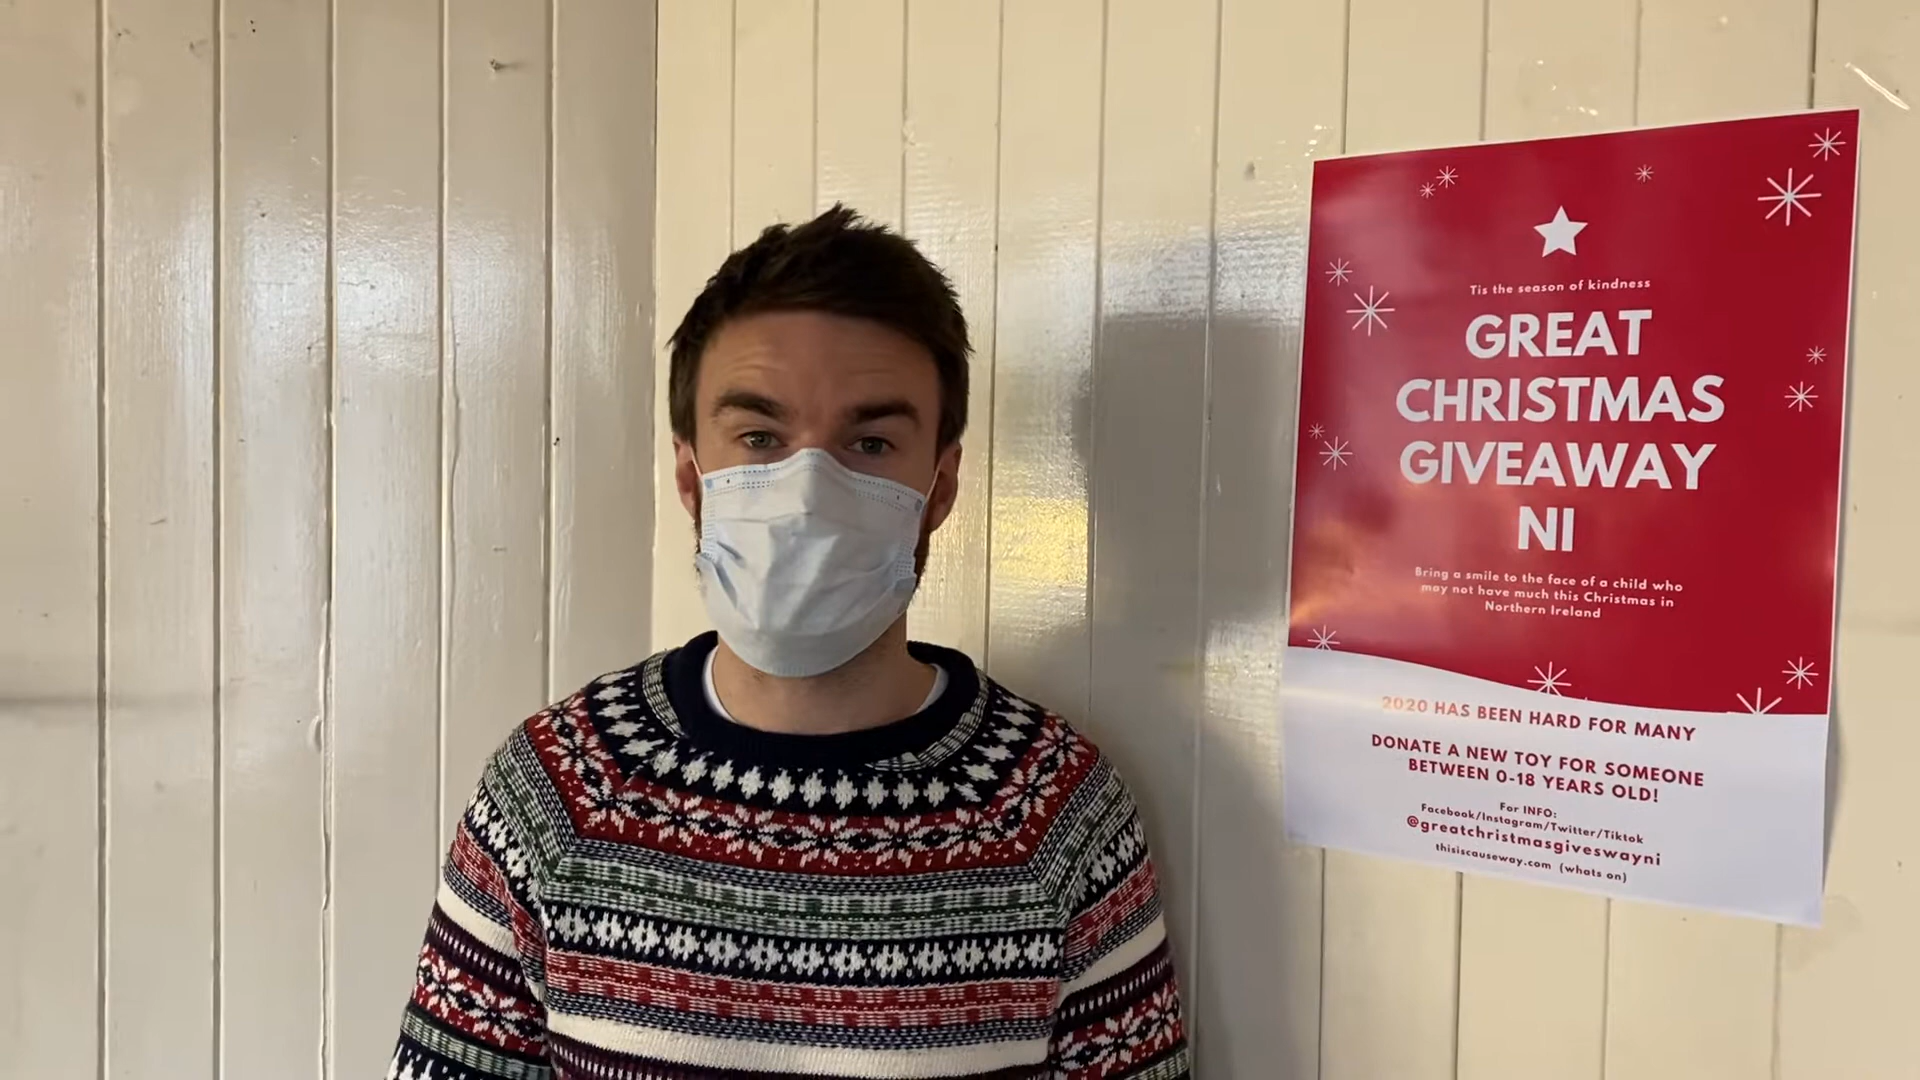 Tis the season of kindness
GREAT
CHRISTMAS
GIVEAWAY
NI
Bring a smile to the face of a child who
may not have much this Christmas in
Northern Ireland
2020 HAS BEEN HARD FOR MANY
DONATE A NEW TOY FOR SOMEONE
BETWEEN 0-18 YEARS OLD!
For INFO:
Facebook/Instagram/Twitter/Tiktok
@greatchristmasgiveswayni
thisiscauseway.com (whats on)